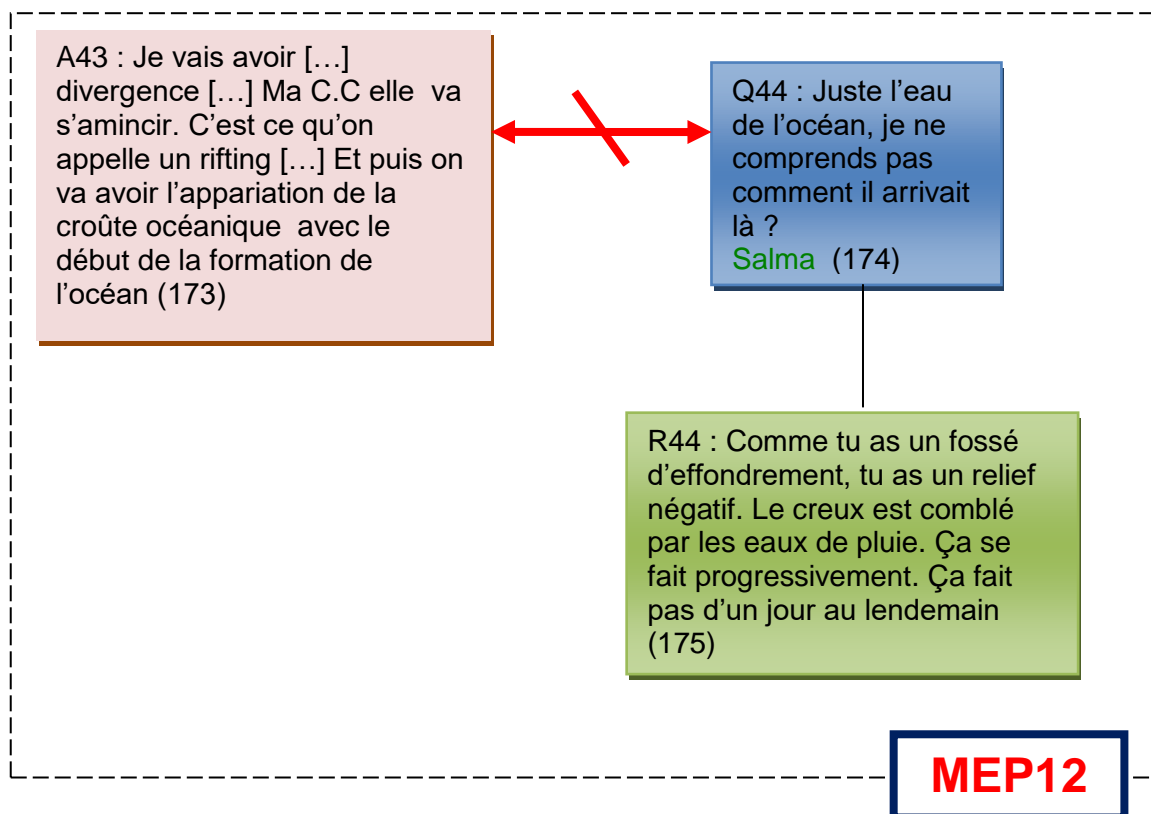 A43 : Je vais avoir […]
divergence […] Ma C.C elle va
s’amincir. C’est ce qu’on
appelle un rifting […] Et puis on
va avoir l’appariation de la
croûte océanique avec le
début de la formation de
l’océan (173)
Q44 : Juste l’eau
de l’océan, je ne
comprends pas
comment il arrivait
là ?
Salma (174)
R44 : Comme tu as un fossé
d’effondrement, tu as un relief
négatif. Le creux est comblé
par les eaux de pluie. Ça se
fait progressivement. Ça fait
pas d’un jour au lendemain
(175)
MEP12